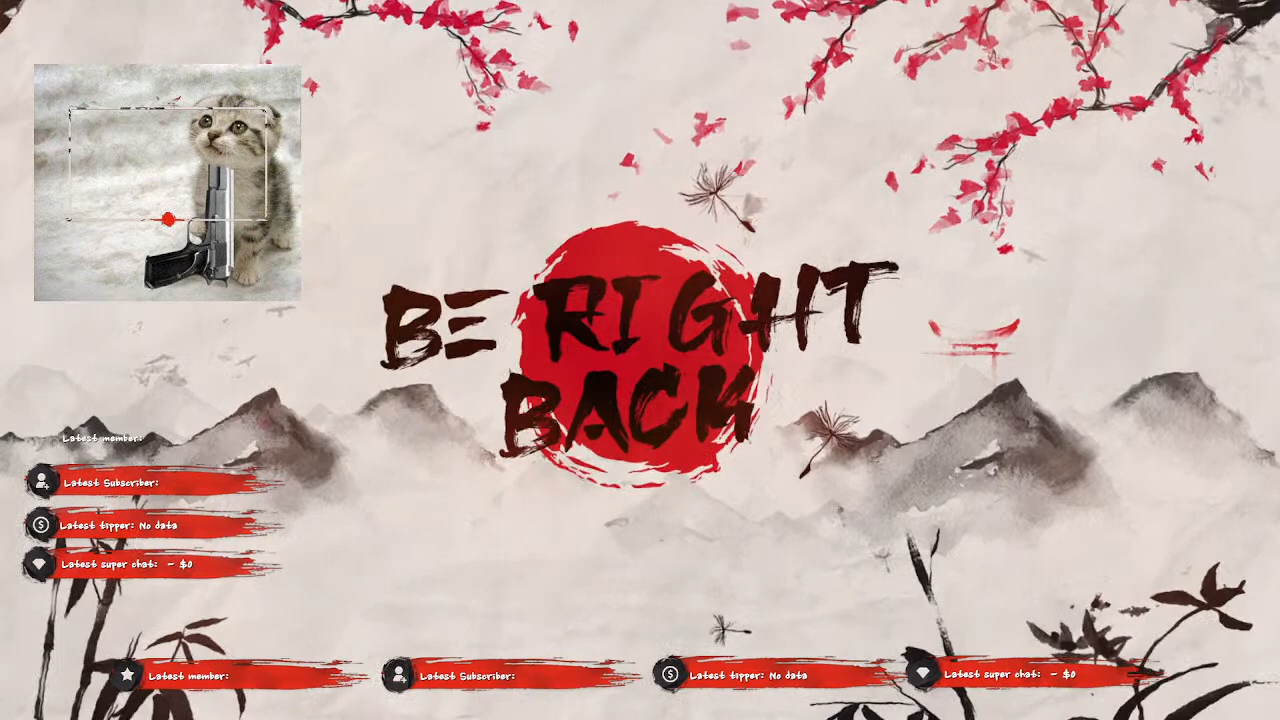 BE RIGHT
BACK
Latest member:
Latest Subscriber:
Latest tipper: No data
Latest super chat: - $0
Latest member:
Latest Subscriber:
Latest tipper: No data
Latest super chat: - $0